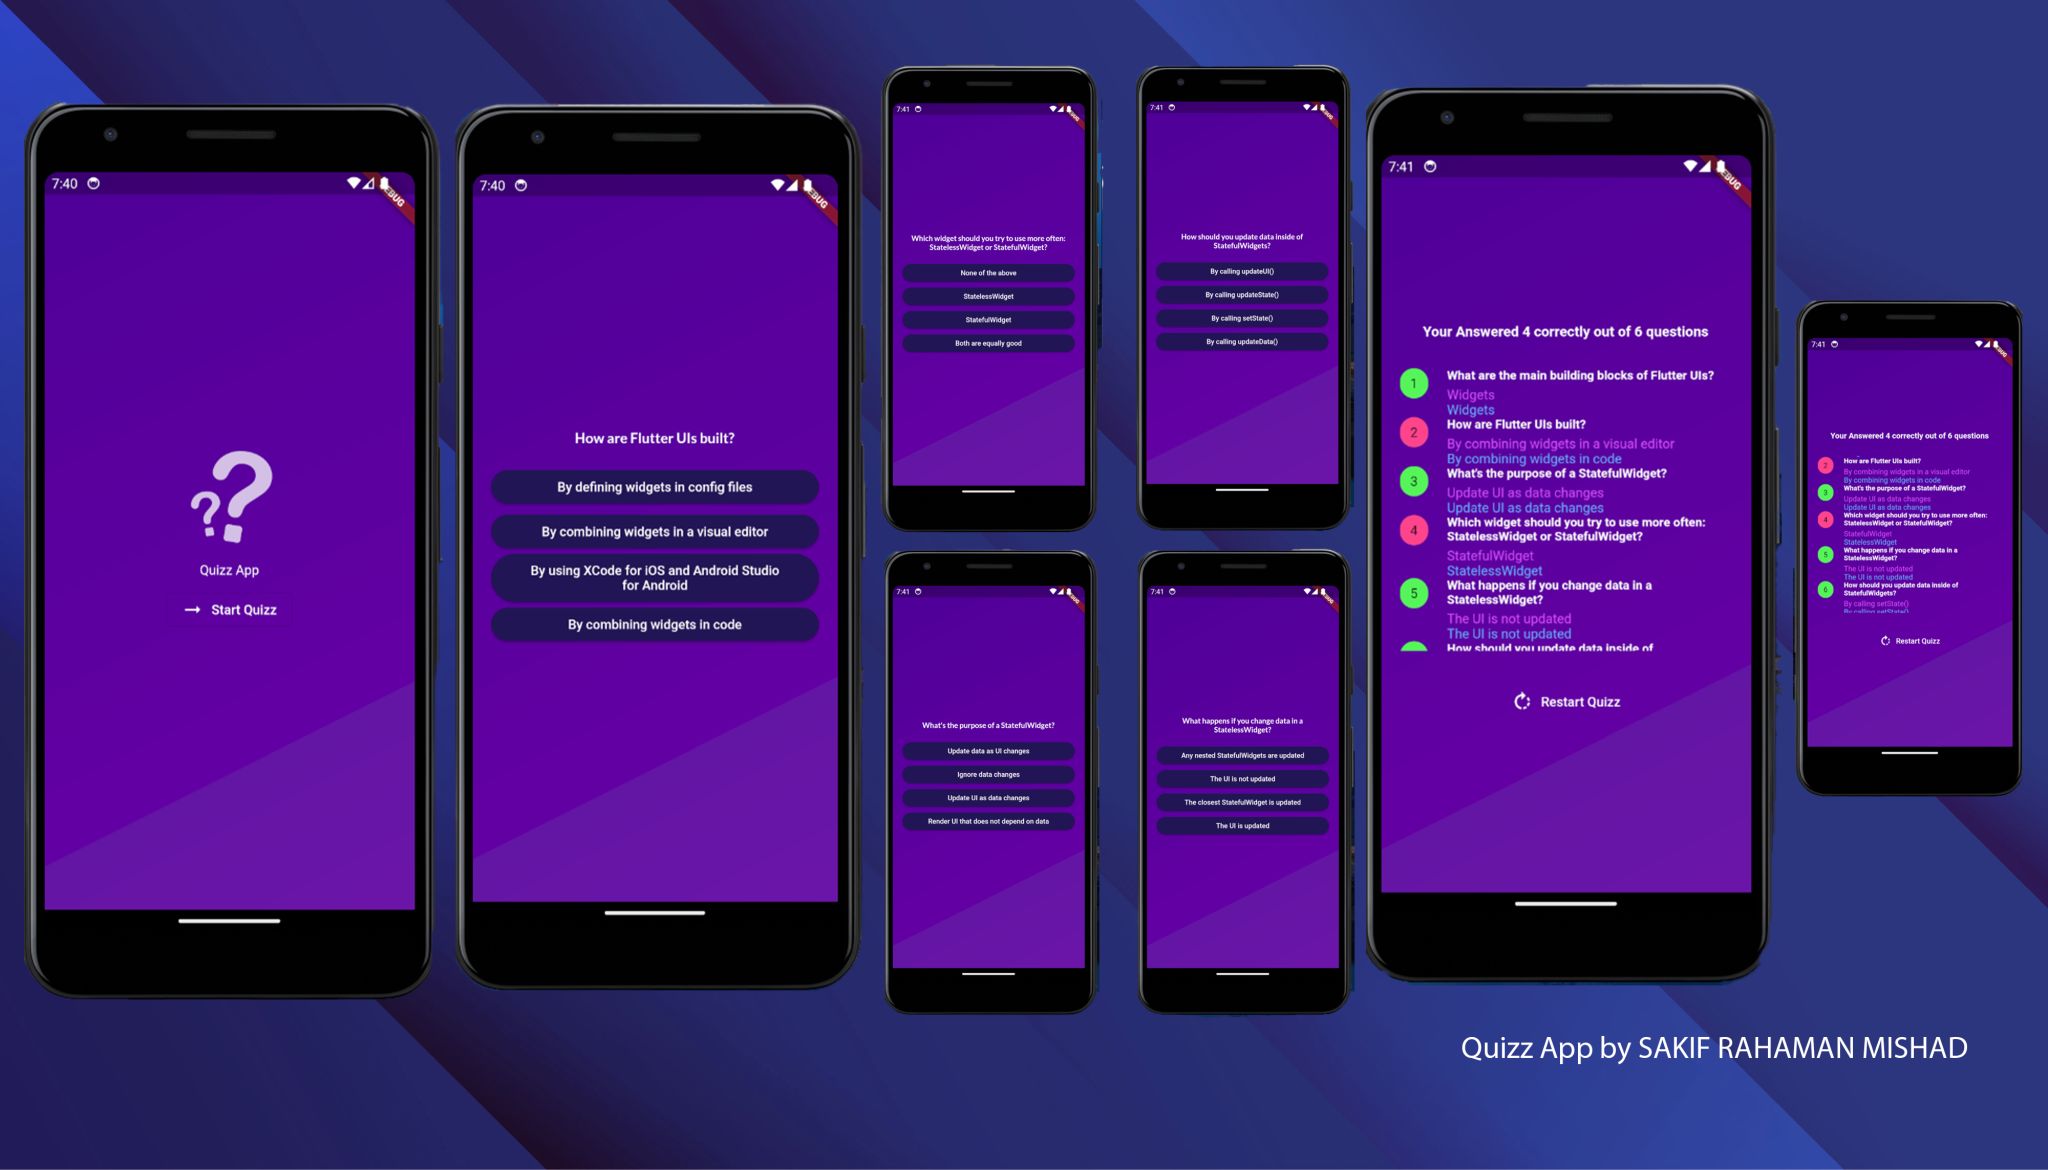 7:40
DEBUG
Quizz App
Start Quizz
7:40
DEBUG
How are Flutter UIs built?
By defining widgets in config files
By combining widgets in a visual editor
By using XCode for iOS and Android Studio
for Android
By combining widgets in code
7:41
DEBUG
Which widget should you try to use more often:
StatelessWidget or StatefulWidget?
None of the above
StatelessWidget
StatefulWidget
Both are equally good
7:41
DEBUG
How should you update data inside of
StatefulWidgets?
By calling updateUI()
By calling updateState()
By calling setState()
By calling updateData()
7:41
DEBUG
What's the purpose of a StatefulWidget?
Update data as UI changes
Ignore data changes
Update UI as data changes
Render UI that does not depend on data
7:41
DEBUG
What happens if you change data in a
StatelessWidget?
Any nested StatefulWidgets are updated
The UI is not updated
The closest StatefulWidget is updated
The UI is updated
7:41
DEBUG
Your Answered 4 correctly out of 6 questions
1
What are the main building blocks of Flutter UIs?
Widgets
Widgets
2
How are Flutter UIs built?
By combining widgets in a visual editor
By combining widgets in code
3
What's the purpose of a StatefulWidget?
Update UI as data changes
Update UI as data changes
4
Which widget should you try to use more often:
StatelessWidget or StatefulWidget?
StatefulWidget
StatelessWidget
5
What happens if you change data in a
StatelessWidget?
The UI is not updated
The UI is not updated
How should you update data inside of
Restart Quizz
7:41
DEBUG
Your Answered 4 correctly out of 6 questions
2
How are Flutter UIs built?
By combining widgets in a visual editor
By combining widgets in code
3
What's the purpose of a StatefulWidget?
Update UI as data changes
Update UI as data changes
4
Which widget should you try to use more often:
StatelessWidget or StatefulWidget?
StatefulWidget
StatelessWidget
5
What happens if you change data in a
StatelessWidget?
The UI is not updated
The UI is not updated
6
How should you update data inside of
StatefulWidgets?
By calling setState()
By calling setState()
Restart Quizz
Quizz App by SAKIF RAHAMAN MISHAD